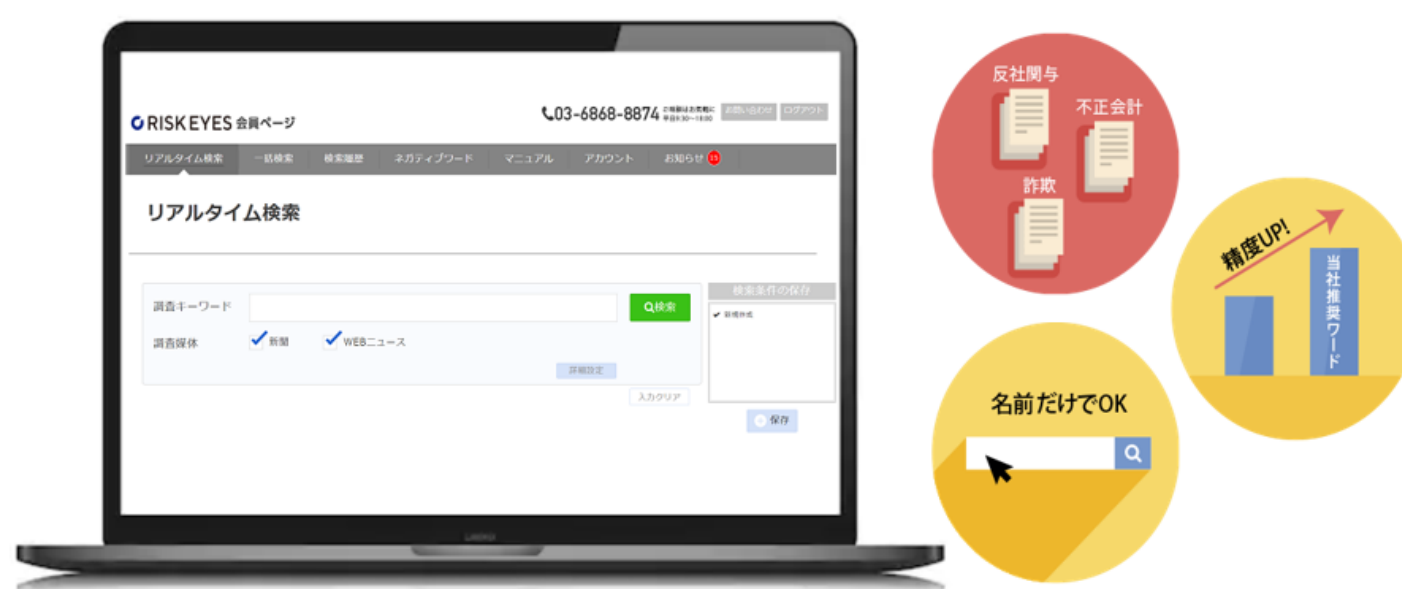 RISK EYES 会員ページ
03-6868-8874
お問い合わせ
ログアウト
リアルタイム検索
一括検索
検索履歴
ネガティブワード
マニュアル
アカウント
お知らせ
リアルタイム検索
調査キーワード
検索
調査媒体
新聞
WEBニュース
詳細設定
入力クリア
検索条件の保存
新規作成
保存
反社関与
不正会計
詐欺
精度UP!
当社推奨ワード
名前だけでOK